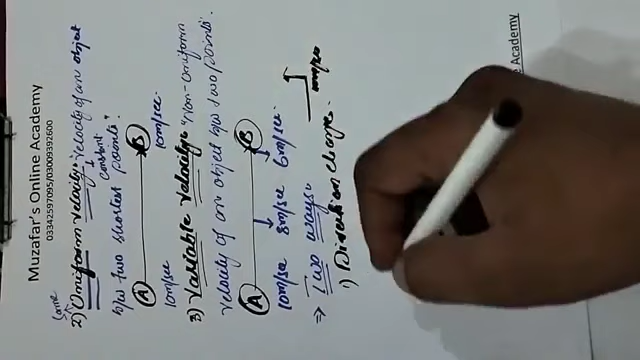 Muzafar's Online Academy
03342597095/03009392600
(same
2) Uniform velocity: "velocity of an object
constant
b/w two shortest points".
A B
10m/sec 10m/sec.
3) Variable velocity: "Non-Uniform
velocity of an object b/w two points".
A B
10m/sec 8m/sec 6m/sec.
⇒ Two ways:
1) Direction change.
Academy